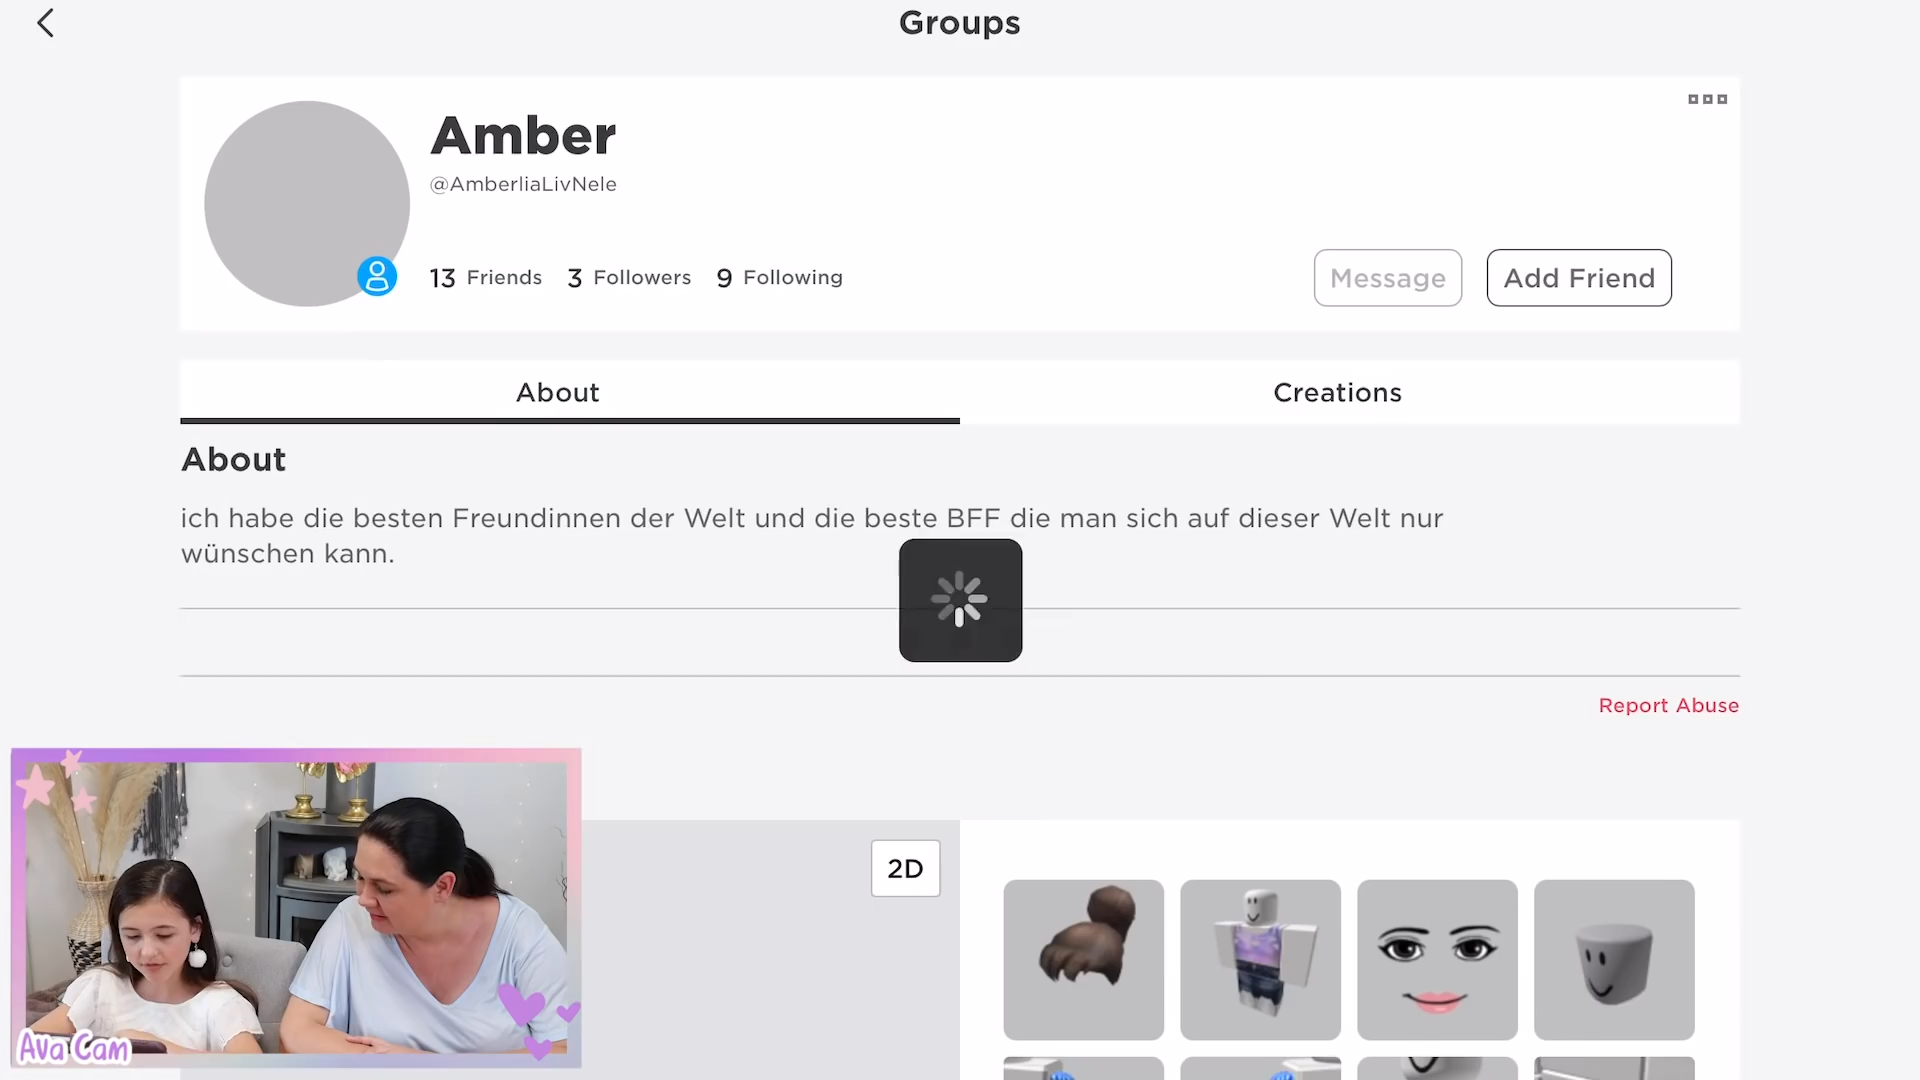 Groups
Amber
@AmberliaLivNele
13 Friends 3 Followers 9 Following
Message
Add Friend
About
Creations
About
ich habe die besten Freundinnen der Welt und die beste BFF die man sich auf dieser Welt nur
wünschen kann.
Report Abuse
2D
Ava Cam